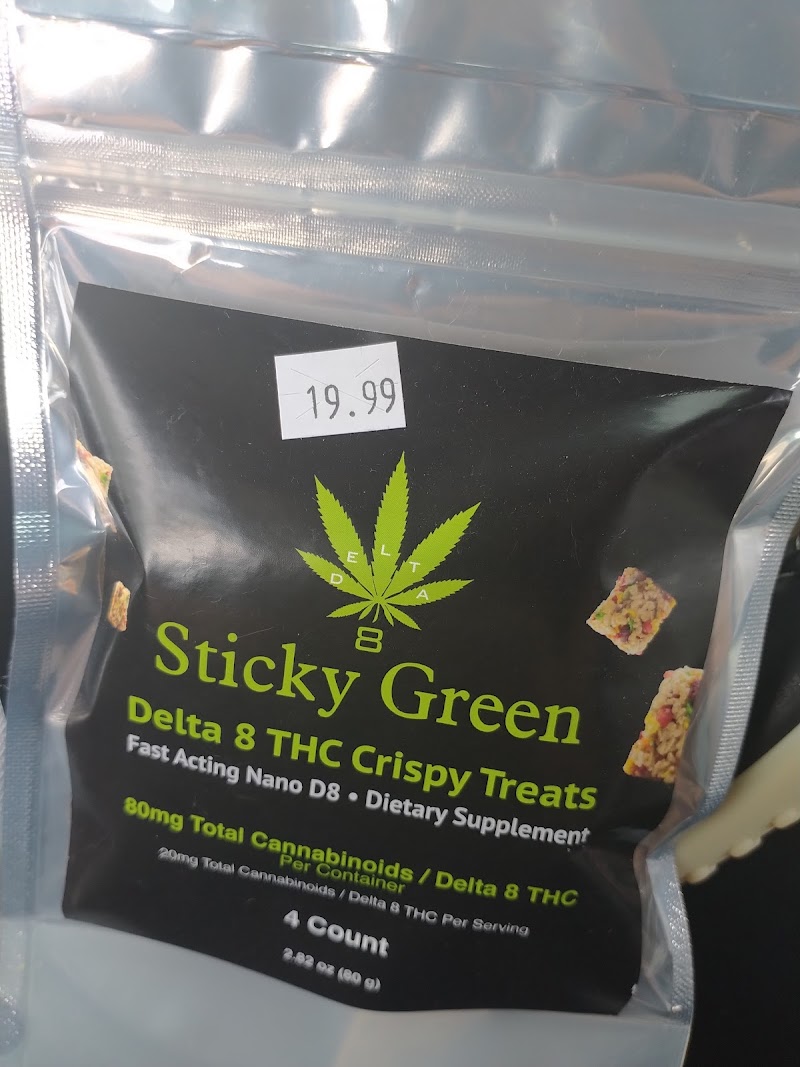 19.99
DELTA
8
Sticky Green
Delta 8 THC Crispy Treats
Fast Acting Nano D8 • Dietary Supplement
80mg Total Cannabinoids / Delta 8 THC
Per Container
20mg Total Cannabinoids / Delta 8 THC Per Serving
4 Count
2.82 oz (80 g)